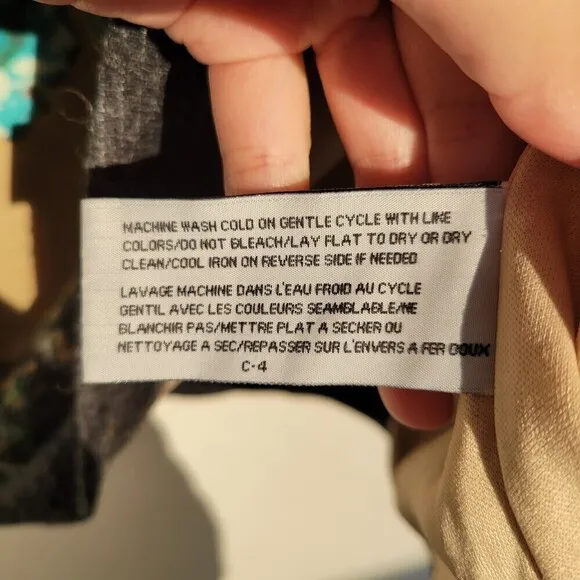 MACHINE WASH COLD ON GENTLE CYCLE WITH LIKE
COLORS/DO NOT BLEACH/LAY FLAT TO DRY OR DRY
CLEAN/COOL IRON ON REVERSE SIDE IF NEEDED
LAVAGE MACHINE DANS L'EAU FROID AU CYCLE
GENTIL AVEC LES COULEURS SEAMBLABLE/NE
BLANCHIR PAS/METTRE PLAT A SECHER OU
NETTOYAGE A SEC/REPASSER SUR L'ENVERS A FER DOUX
C-4